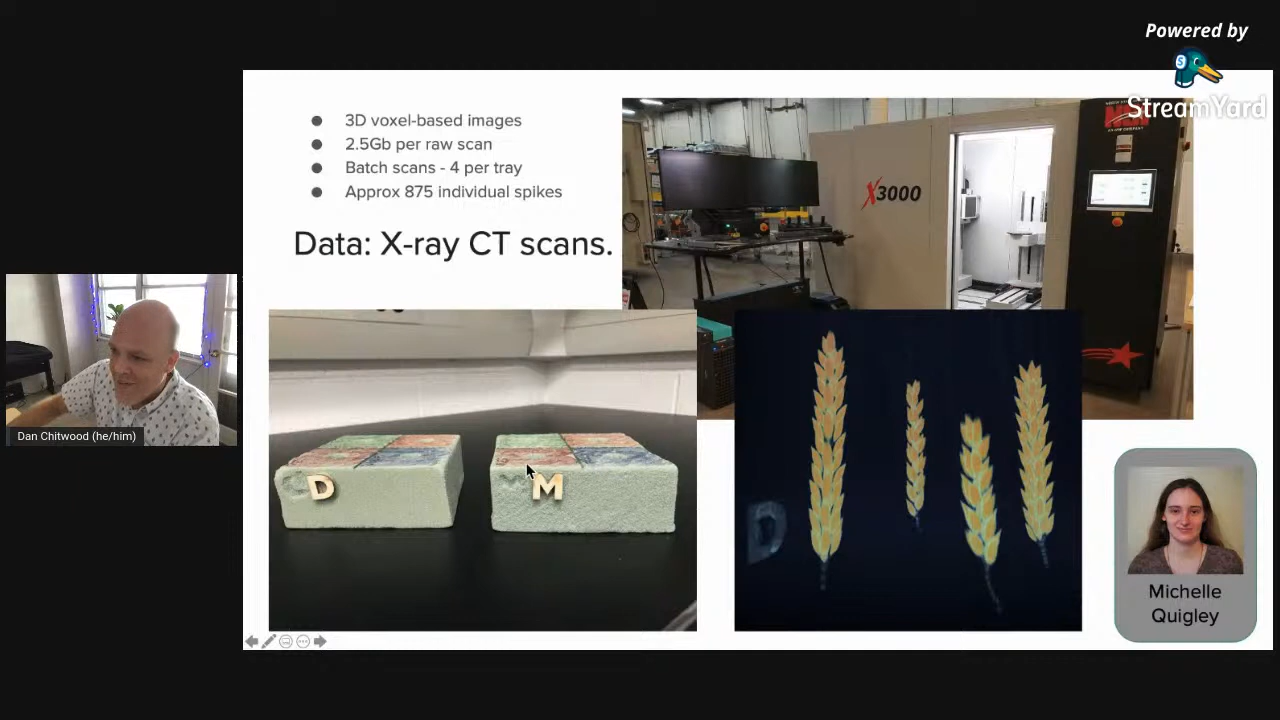 Powered by
StreamYard
3D voxel-based images
2.5Gb per raw scan
Batch scans - 4 per tray
Approx 875 individual spikes
Data: X-ray CT scans.
X3000
D
M
D
Dan Chitwood (he/him)
Michelle
Quigley